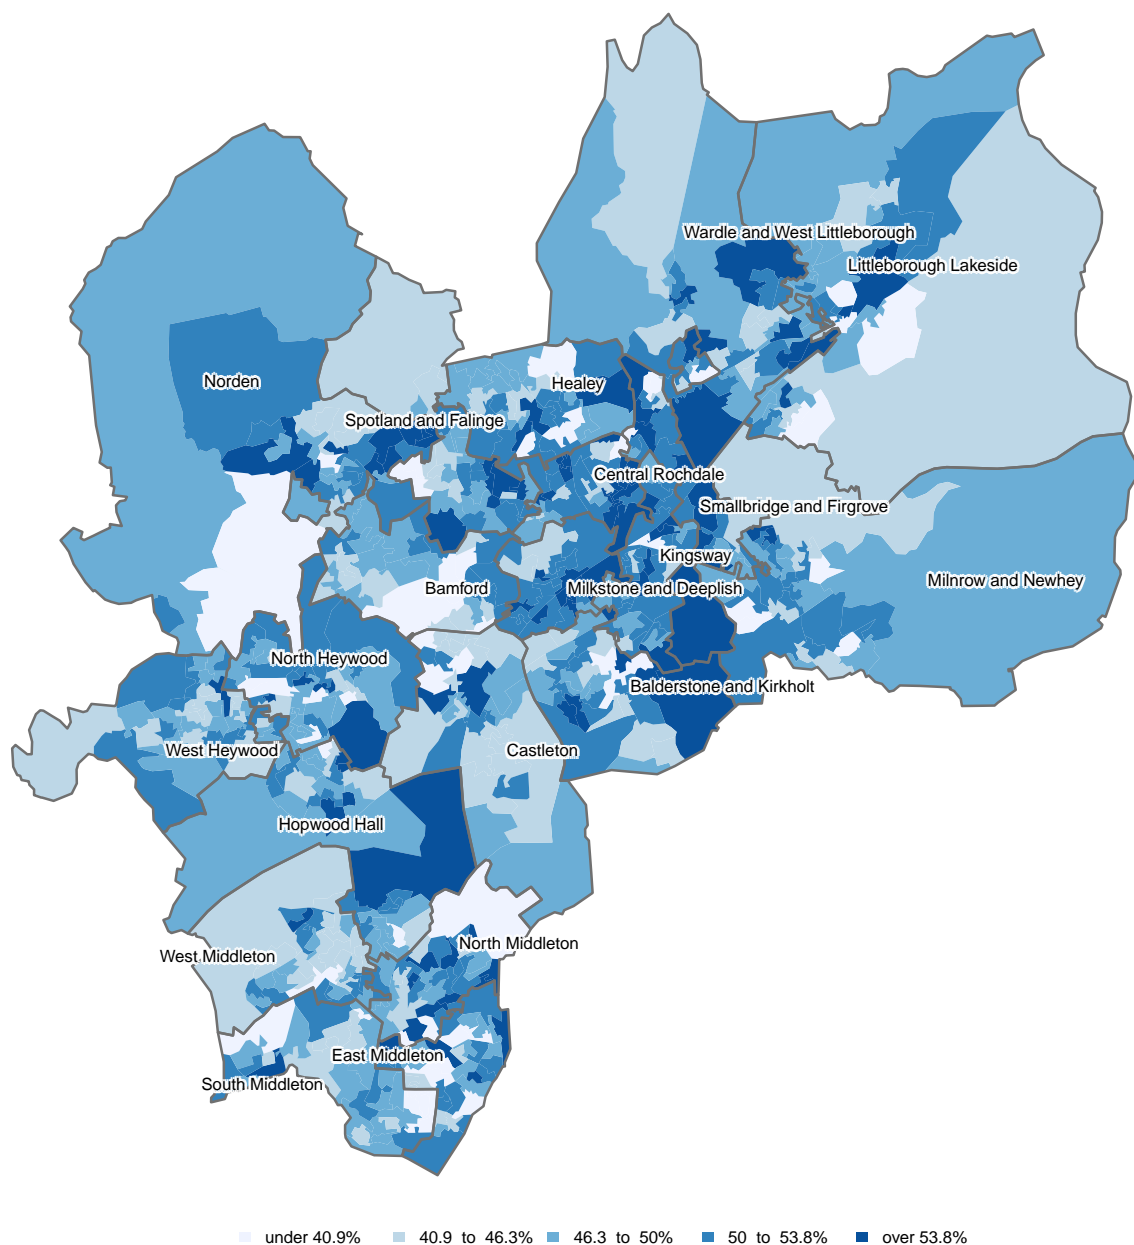 Wardle and West Littleborough
Littleborough Lakeside
Norden
Healey
Spotland and Falinge
Central Rochdale
Smallbridge and Firgrove
Kingsway
Milnrow and Newhey
Bamford
Milkstone and Deeplish
North Heywood
Balderstone and Kirkholt
West Heywood
Castleton
Hopwood Hall
North Middleton
West Middleton
East Middleton
South Middleton
under 40.9% 40.9 to 46.3% 46.3 to 50% 50 to 53.8% over 53.8%